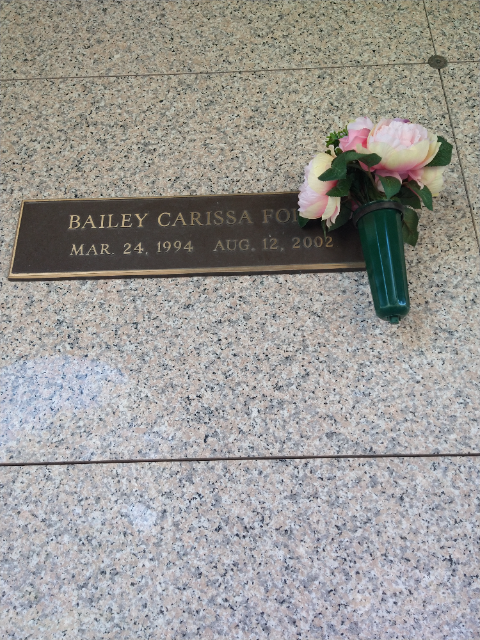 BAILEY CARISSA
MAR. 24, 1994 AUG. 12, 2002